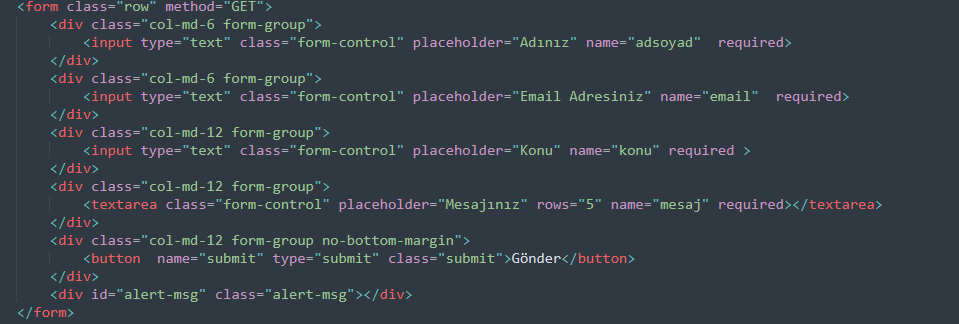 <form class="row" method="GET">
<div class="col-md-6 form-group">
<input type="text" class="form-control" placeholder="Adınız" name="adsoyad"  required>
</div>
<div class="col-md-6 form-group">
<input type="text" class="form-control" placeholder="Email Adresiniz" name="email"  required>
</div>
<div class="col-md-12 form-group">
<input type="text" class="form-control" placeholder="Konu" name="konu" required >
</div>
<div class="col-md-12 form-group">
<textarea class="form-control" placeholder="Mesajınız" rows="5" name="mesaj" required></textarea>
</div>
<div class="col-md-12 form-group no-bottom-margin">
<button  name="submit" type="submit" class="submit">Gönder</button>
</div>
<div id="alert-msg" class="alert-msg"></div>
</form>